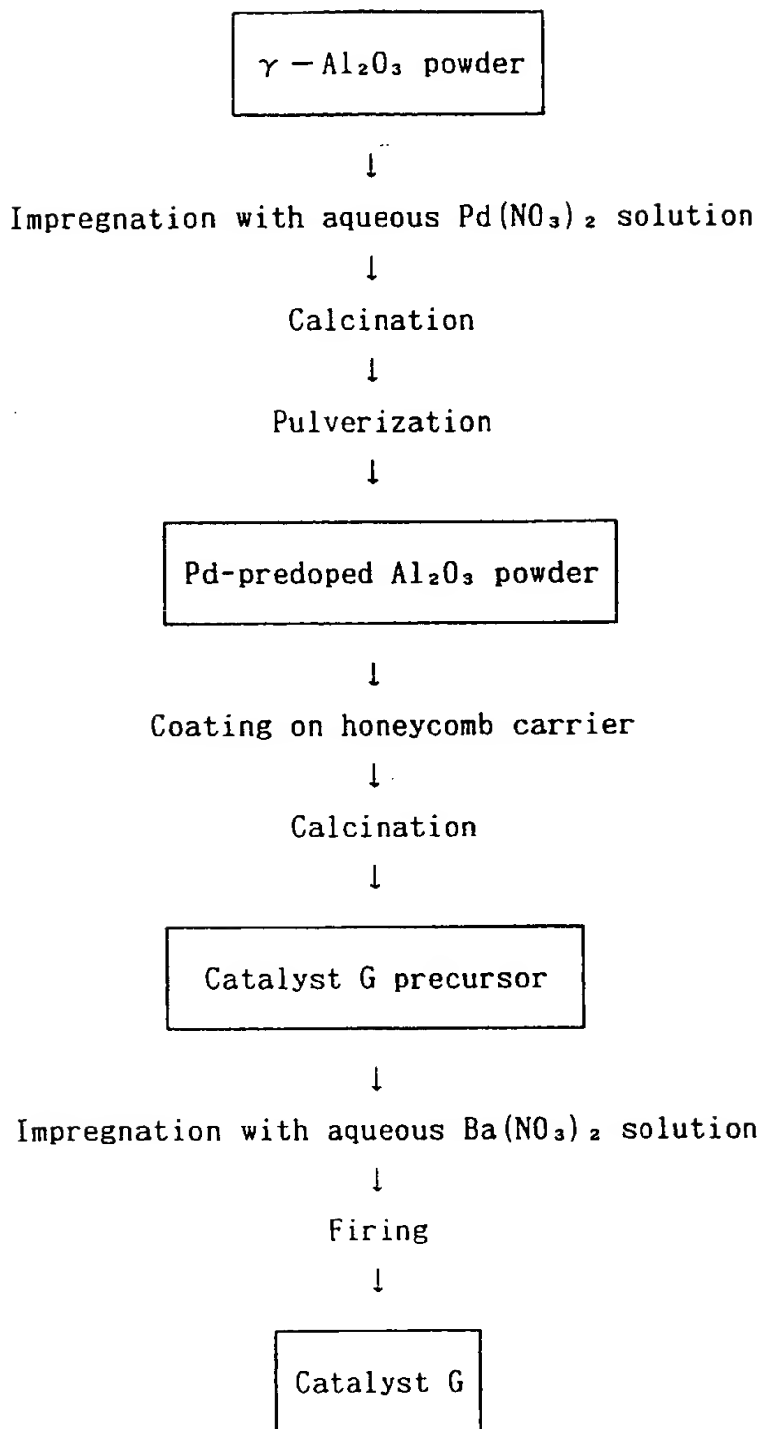 γ－Al₂O₃ powder
↓
Impregnation with aqueous Pd(NO₃)₂ solution
↓
Calcination
↓
Pulverization
↓
Pd-predoped Al₂O₃ powder
↓
Coating on honeycomb carrier
↓
Calcination
↓
Catalyst G precursor
↓
Impregnation with aqueous Ba(NO₃)₂ solution
↓
Firing
↓
Catalyst G